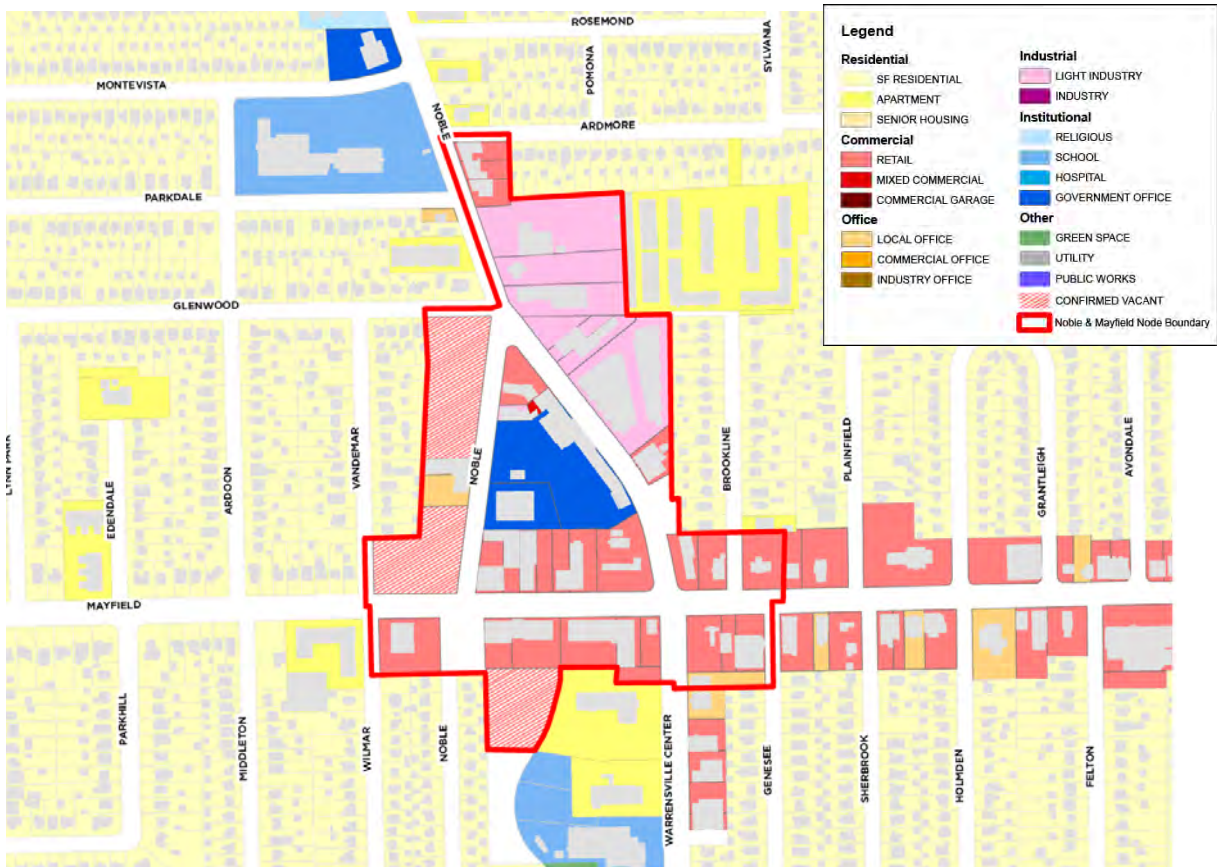 Legend
Residential
SF RESIDENTIAL
APARTMENT
SENIOR HOUSING
Commercial
RETAIL
MIXED COMMERCIAL
COMMERCIAL GARAGE
Office
LOCAL OFFICE
COMMERCIAL OFFICE
INDUSTRY OFFICE
Industrial
LIGHT INDUSTRY
INDUSTRY
Institutional
RELIGIOUS
SCHOOL
HOSPITAL
GOVERNMENT OFFICE
Other
GREEN SPACE
UTILITY
PUBLIC WORKS
CONFIRMED VACANT
Noble & Mayfield Node Boundary
ROSEMOND
POMONA
SYLVANIA
MONTEVISTA
NOBLE
ARDMORE
PARKDALE
GLENWOOD
LYNN PARK
EDENDALE
ARDOON
VANDEMAR
NOBLE
BROOKLINE
PLAINFIELD
GRANTLEIGH
AVONDALE
MAYFIELD
PARKHILL
MIDDLETON
WILMAR
NOBLE
WARRENSVILLE CENTER
GENESEE
SHERBROOK
HOLMDEN
FELTON